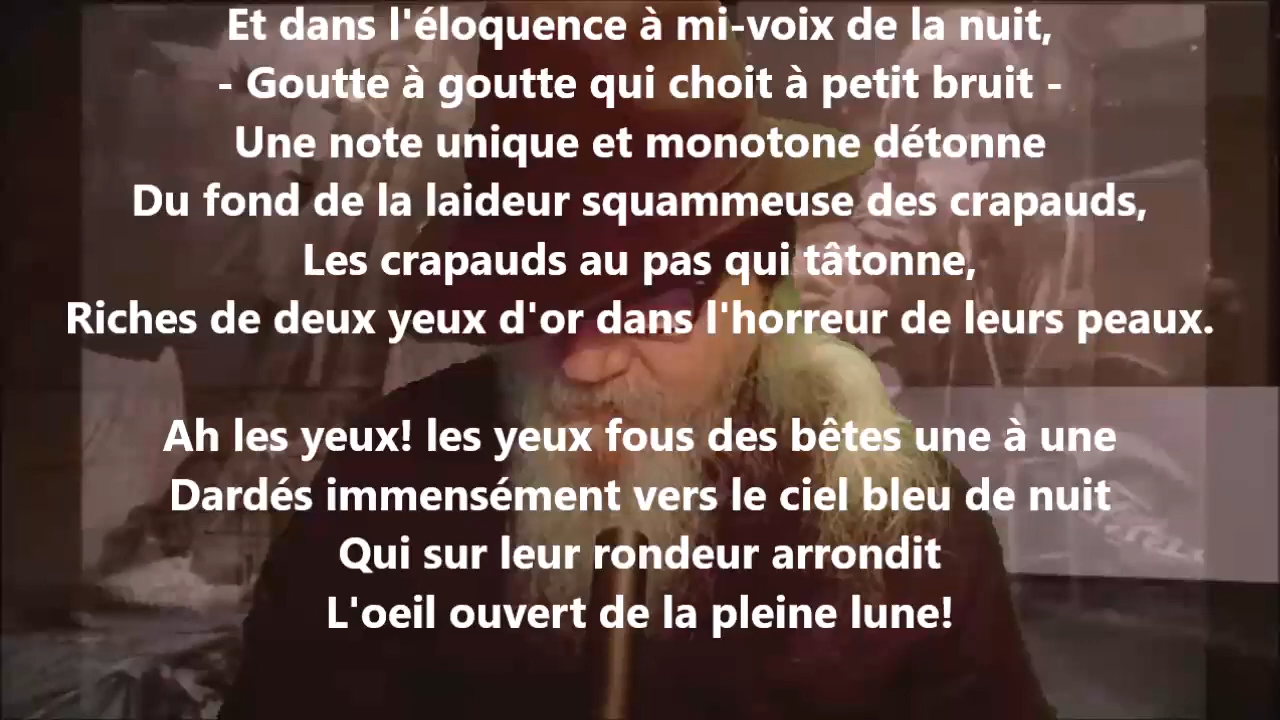 Et dans l'éloquence à mi-voix de la nuit,
- Goutte à goutte qui choit à petit bruit -
Une note unique et monotone détonne
Du fond de la laideur squammeuse des crapauds,
Les crapauds au pas qui tâtonne,
Riches de deux yeux d'or dans l'horreur de leurs peaux.
Ah les yeux! les yeux fous des bêtes une à une
Dardés immensément vers le ciel bleu de nuit
Qui sur leur rondeur arrondit
L'oeil ouvert de la pleine lune!